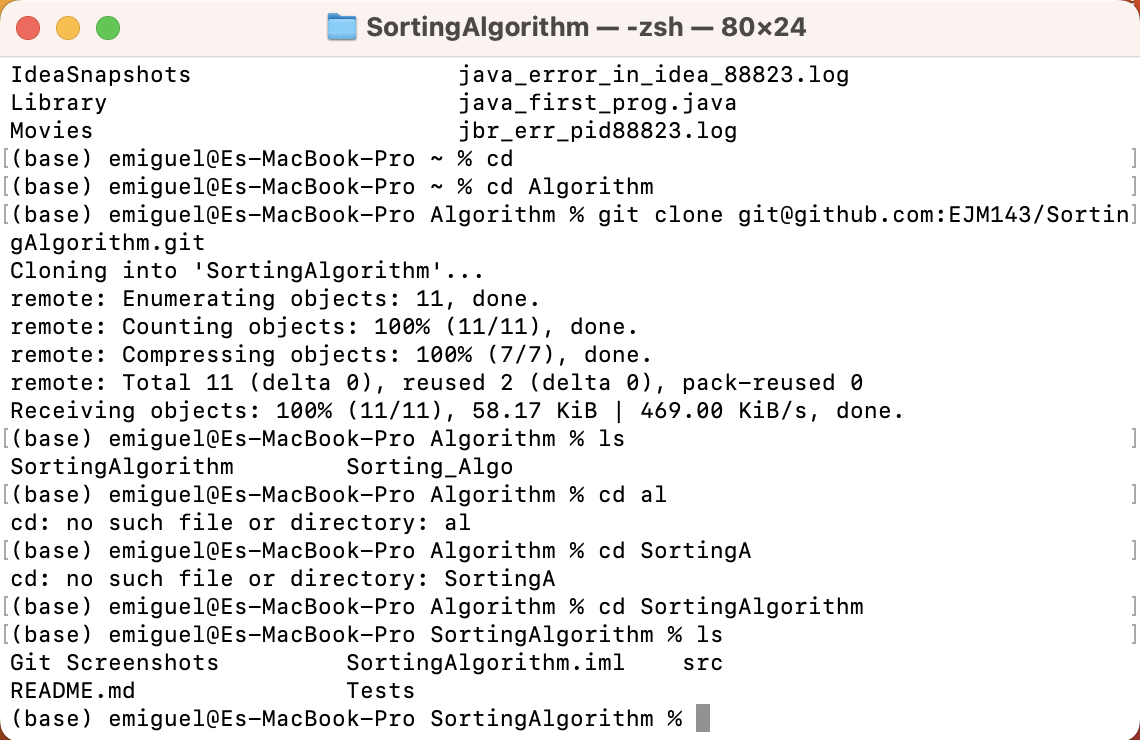 SortingAlgorithm — -zsh — 80×24
IdeaSnapshots                   java_error_in_idea_88823.log
Library                         java_first_prog.java
Movies                          jbr_err_pid88823.log
[(base) emiguel@Es-MacBook-Pro ~ % cd                                            ]
[(base) emiguel@Es-MacBook-Pro ~ % cd Algorithm                                  ]
[(base) emiguel@Es-MacBook-Pro Algorithm % git clone git@github.com:EJM143/Sortin]
gAlgorithm.git
Cloning into 'SortingAlgorithm'...
remote: Enumerating objects: 11, done.
remote: Counting objects: 100% (11/11), done.
remote: Compressing objects: 100% (7/7), done.
remote: Total 11 (delta 0), reused 2 (delta 0), pack-reused 0
Receiving objects: 100% (11/11), 58.17 KiB | 469.00 KiB/s, done.
[(base) emiguel@Es-MacBook-Pro Algorithm % ls                                    ]
SortingAlgorithm        Sorting_Algo
[(base) emiguel@Es-MacBook-Pro Algorithm % cd al                                 ]
cd: no such file or directory: al
[(base) emiguel@Es-MacBook-Pro Algorithm % cd SortingA                           ]
cd: no such file or directory: SortingA
[(base) emiguel@Es-MacBook-Pro Algorithm % cd SortingAlgorithm                   ]
[(base) emiguel@Es-MacBook-Pro SortingAlgorithm % ls                             ]
Git Screenshots         SortingAlgorithm.iml    src
README.md               Tests
(base) emiguel@Es-MacBook-Pro SortingAlgorithm %